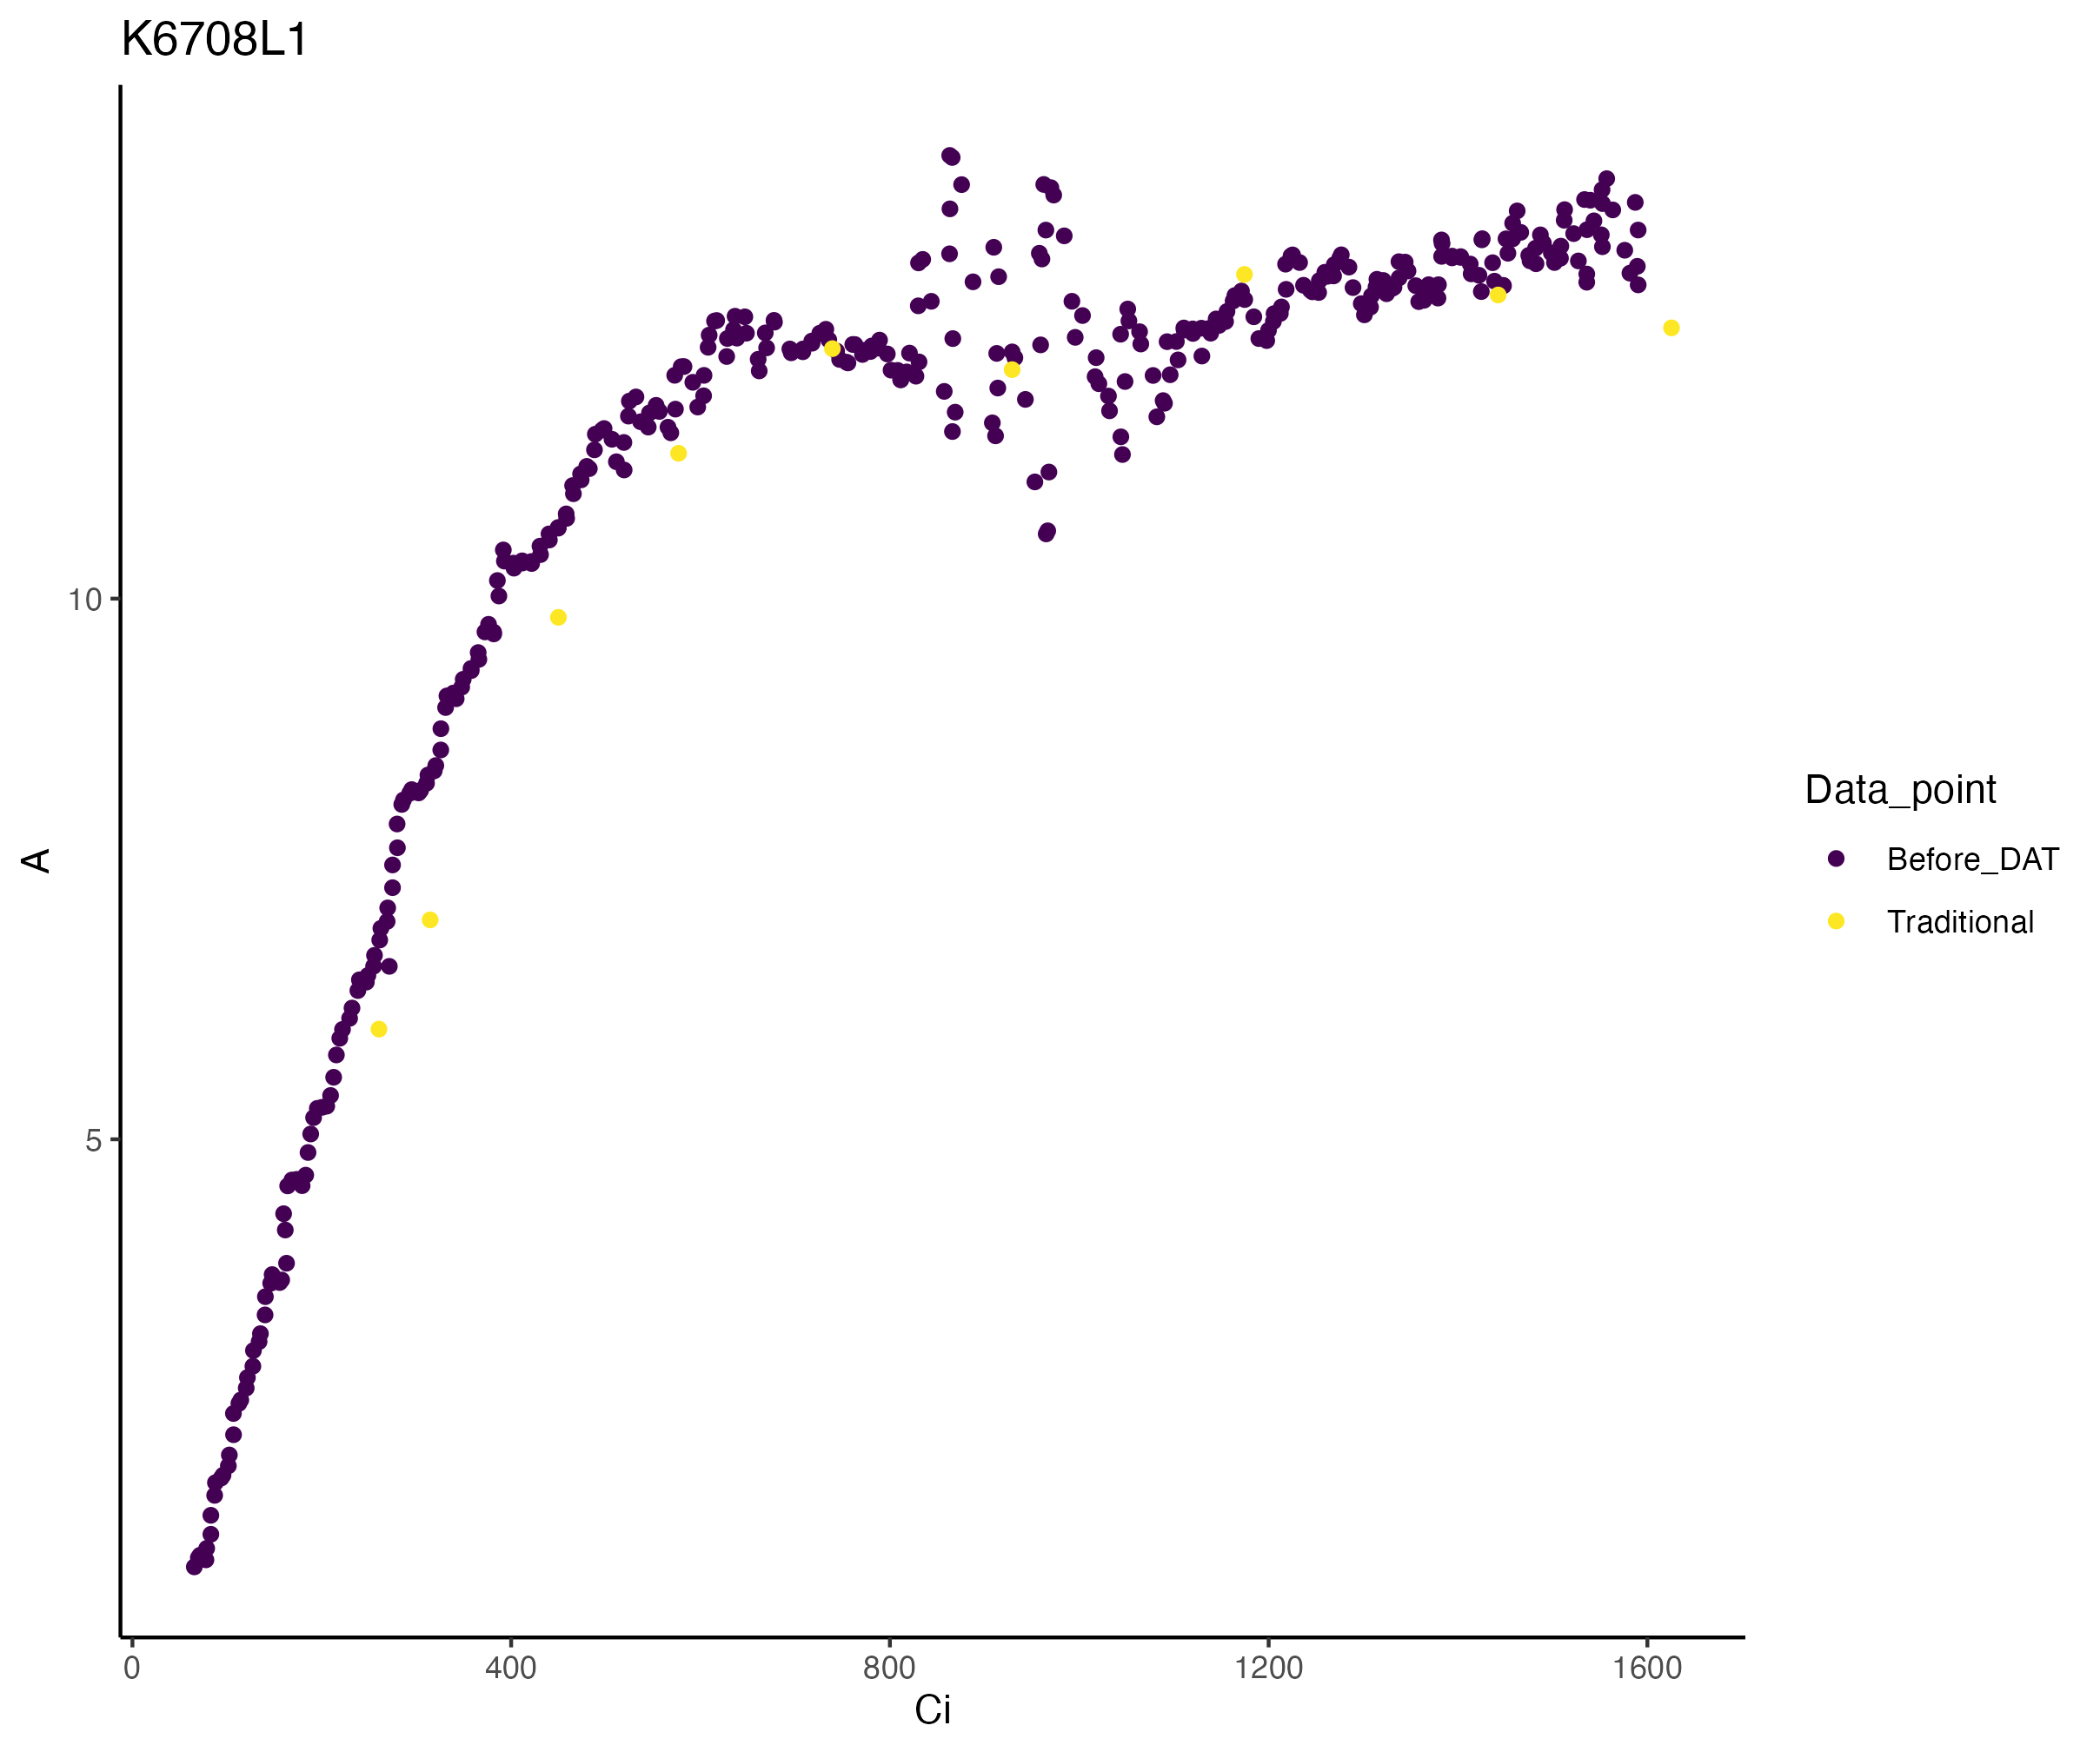 K6708L1
A
10
5
0 400 800 1200 1600
Ci
Data_point
Before_DAT
Traditional